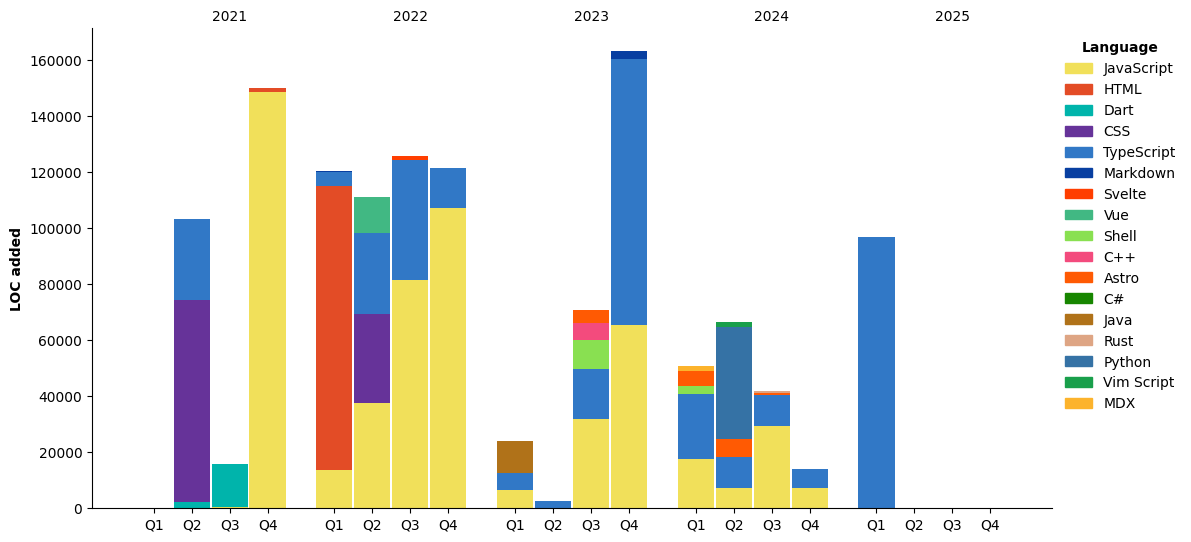 2021 2022 2023 2024 2025
LOC added
160000
140000
120000
100000
80000
60000
40000
20000
0
Q1 Q2 Q3 Q4 Q1 Q2 Q3 Q4 Q1 Q2 Q3 Q4 Q1 Q2 Q3 Q4 Q1 Q2 Q3 Q4
Language
JavaScript
HTML
Dart
CSS
TypeScript
Markdown
Svelte
Vue
Shell
C++
Astro
C#
Java
Rust
Python
Vim Script
MDX